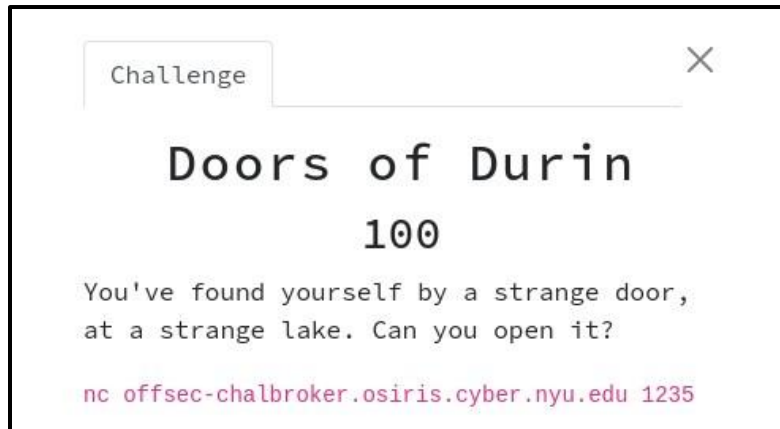 Challenge
Doors of Durin
100
You've found yourself by a strange door,
at a strange lake. Can you open it?
nc offsec-chalbroker.osiris.cyber.nyu.edu 1235